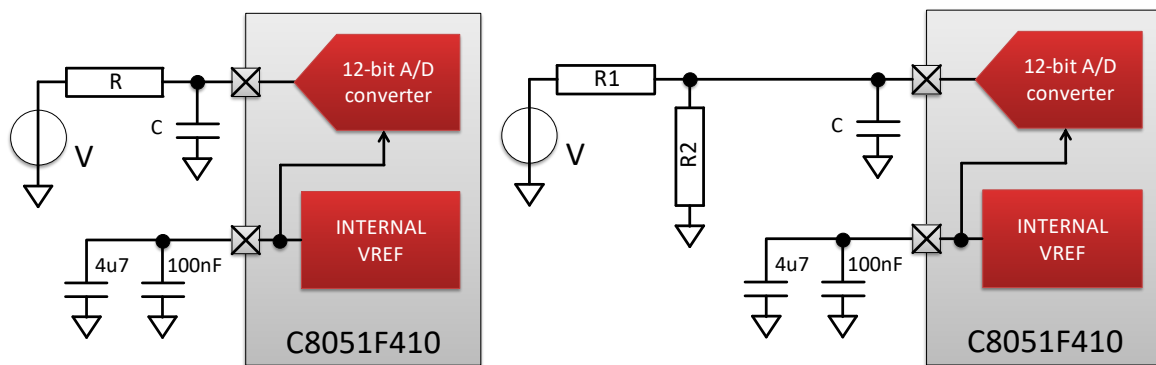 R
C
V
12-bit A/D
converter
4u7
100nF
INTERNAL
VREF
C8051F410
R1
R2
C
V
12-bit A/D
converter
4u7
100nF
INTERNAL
VREF
C8051F410